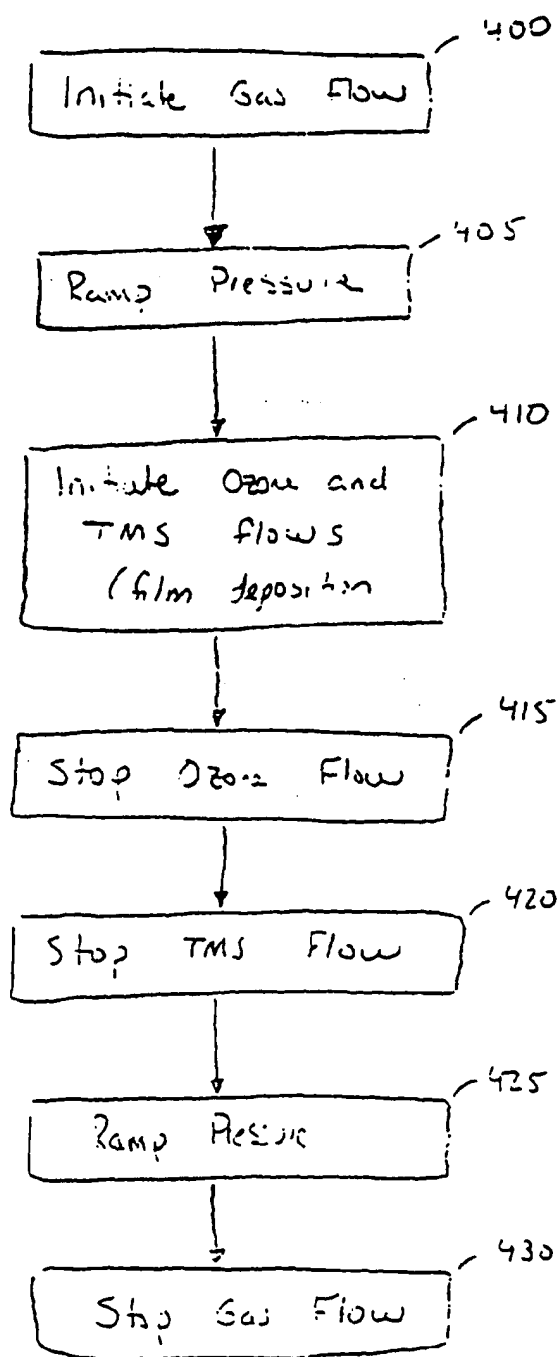 400
Initiate Gas Flow
405
Ramp Pressure
410
Initiate Ozone and
TMS flows
(film deposition
415
Stop Ozone Flow
420
Stop TMS Flow
425
Ramp Pressure
430
Stop Gas Flow